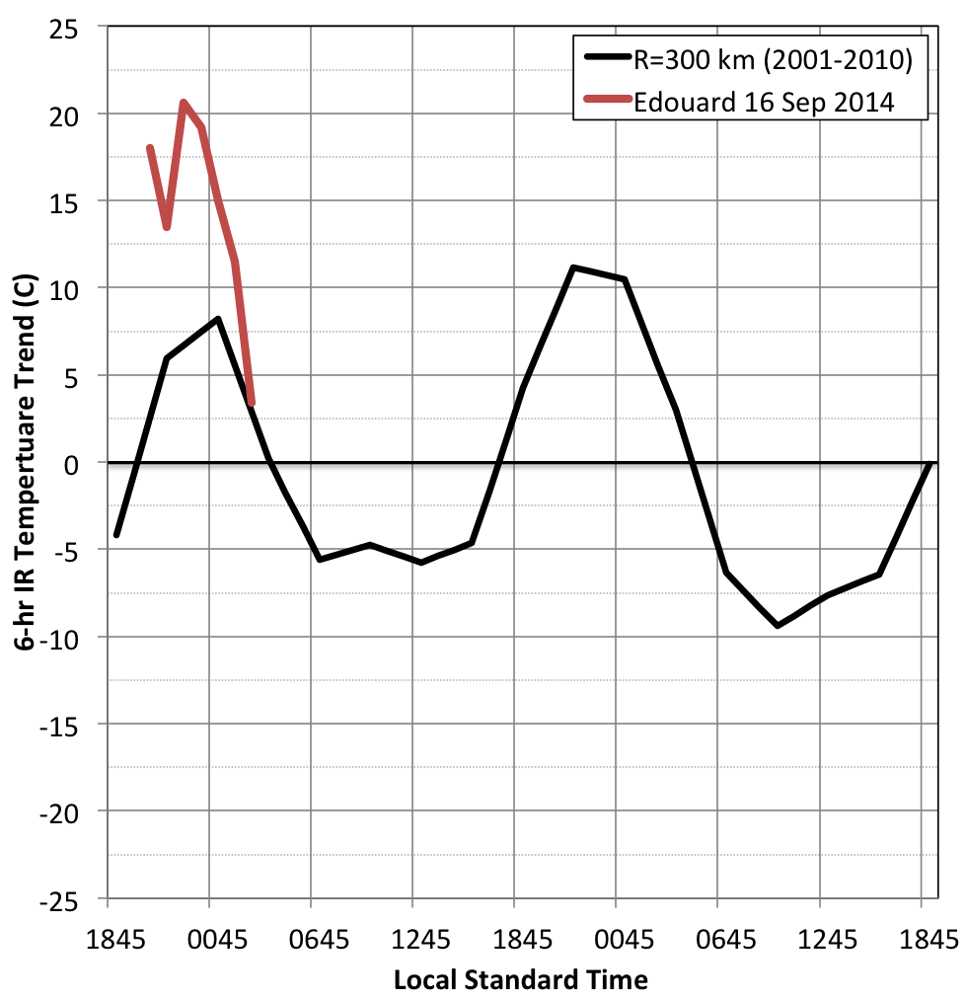 25
20
15
10
5
0
-5
-10
-15
-20
-25
6-hr IR Tempertuare Trend (C)
R=300 km (2001-2010)
Edouard 16 Sep 2014
1845 0045 0645 1245 1845 0045 0645 1245 1845
Local Standard Time